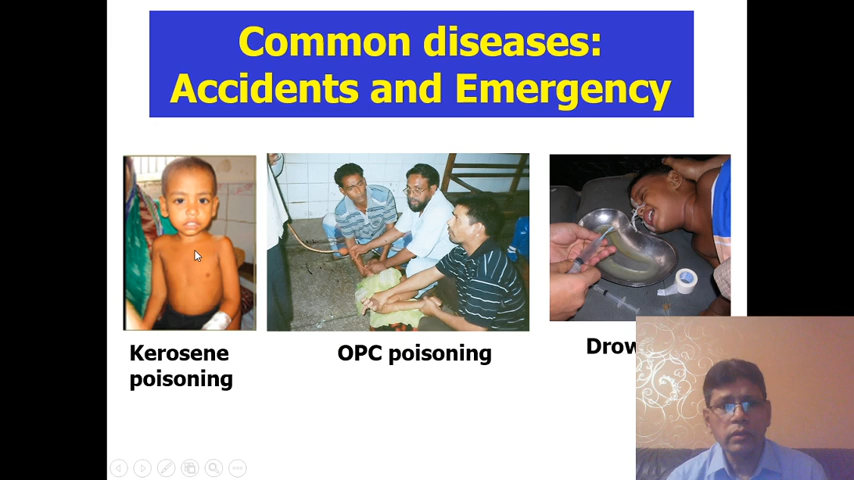 Common diseases:
Accidents and Emergency
Kerosene
poisoning
OPC poisoning